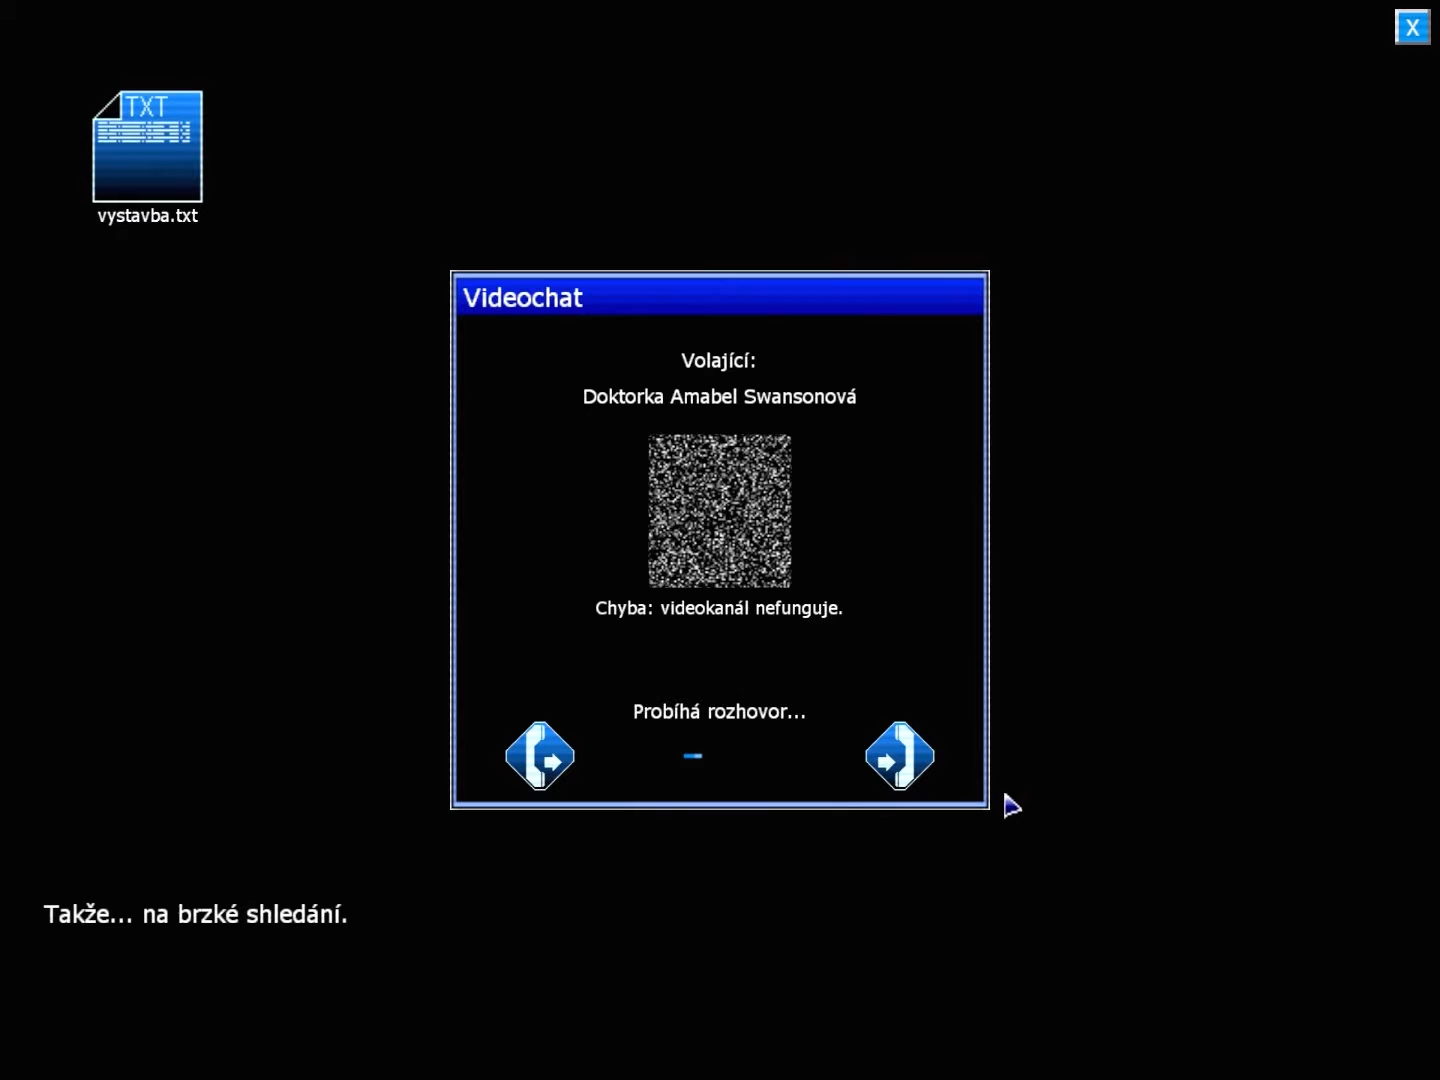 X
TXT
vystavba.txt
Videochat
Volající:
Doktorka Amabel Swansonová
Chyba: videokanál nefunguje.
Probíhá rozhovor...
Takže... na brzké shledání.